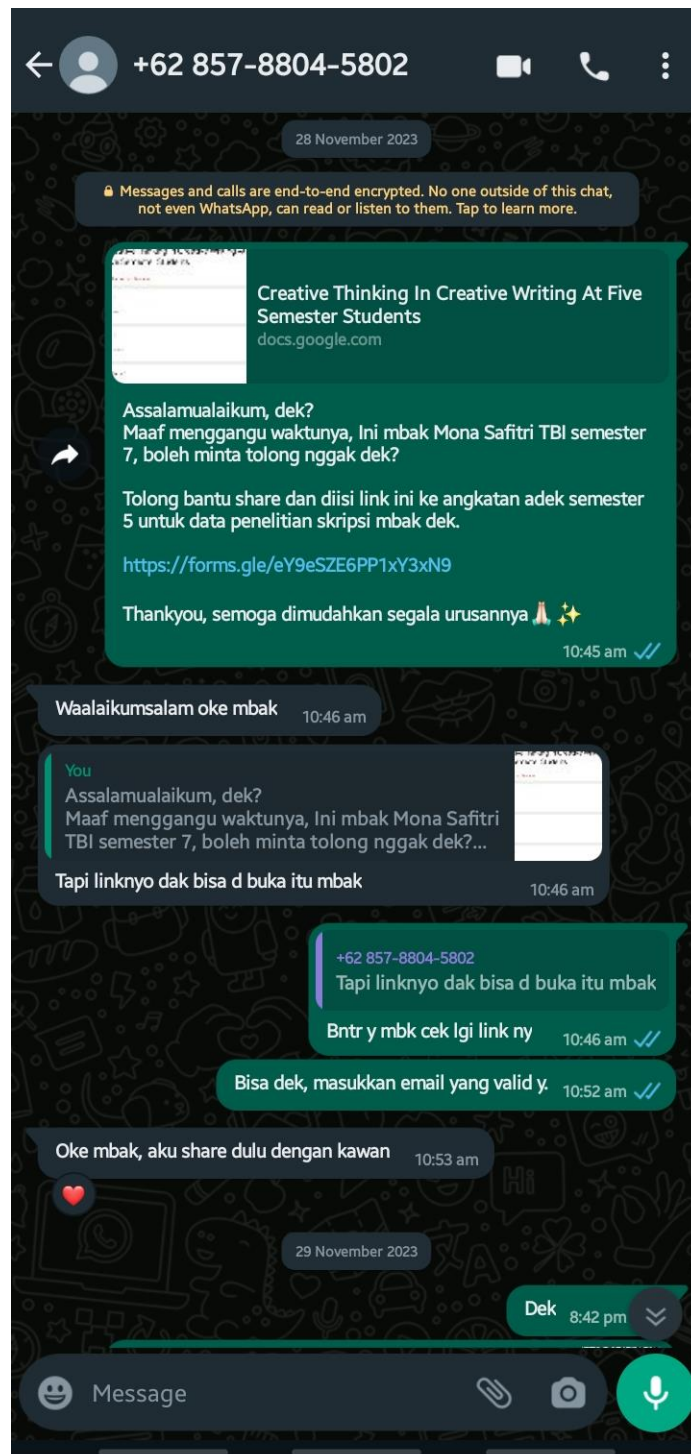 +62 857-8804-5802
28 November 2023
Messages and calls are end-to-end encrypted. No one outside of this chat,
not even WhatsApp, can read or listen to them. Tap to learn more.
Creative Thinking In Creative Writing At Five
Semester Students
docs.google.com
Assalamualaikum, dek?
Maaf menggangu waktunya, Ini mbak Mona Safitri TBI semester
7, boleh minta tolong nggak dek?
Tolong bantu share dan diisi link ini ke angkatan adek semester
5 untuk data penelitian skripsi mbak dek.
https://forms.gle/eY9eSZE6PP1xY3xN9
Thankyou, semoga dimudahkan segala urusannya 🙏🏻 ✨
10:45 am
Waalaikumsalam oke mbak 10:46 am
You
Assalamualaikum, dek?
Maaf menggangu waktunya, Ini mbak Mona Safitri
TBI semester 7, boleh minta tolong nggak dek?...
Tapi linknyo dak bisa d buka itu mbak 10:46 am
+62 857-8804-5802
Tapi linknyo dak bisa d buka itu mbak
Bntr y mbk cek lgi link ny 10:46 am
Bisa dek, masukkan email yang valid y. 10:52 am
Oke mbak, aku share dulu dengan kawan 10:53 am
❤️
29 November 2023
Dek 8:42 pm
Message